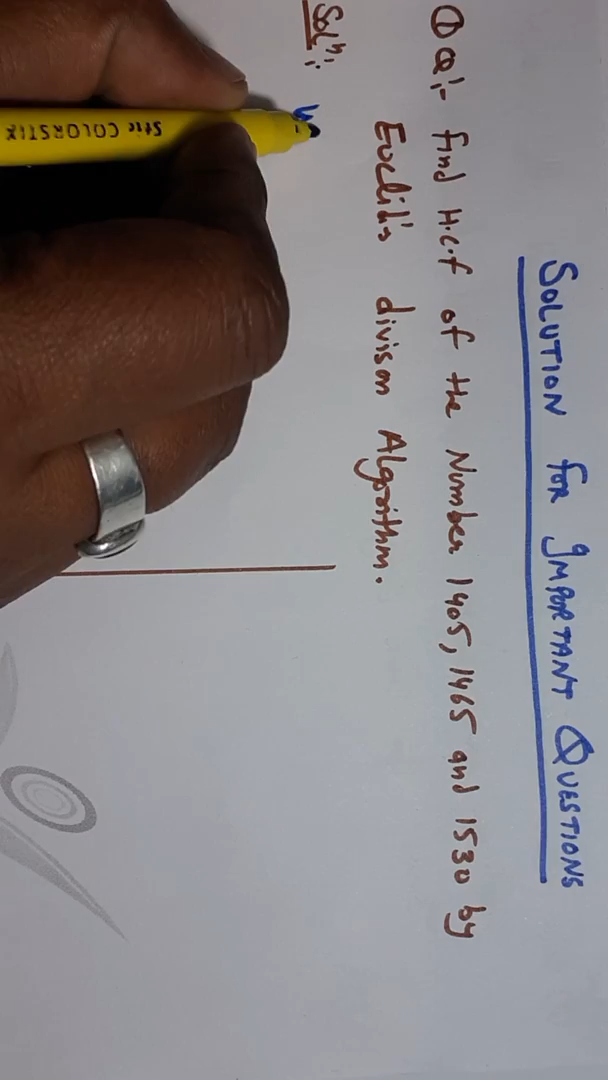 SOLUTION FOR IMPORTANT QUESTIONS
① Q:- find H.C.f of the Number 1405, 1465 and 1530 by
Euclid's divison Algorithm.
Solⁿ:
Stic COLORSTIX